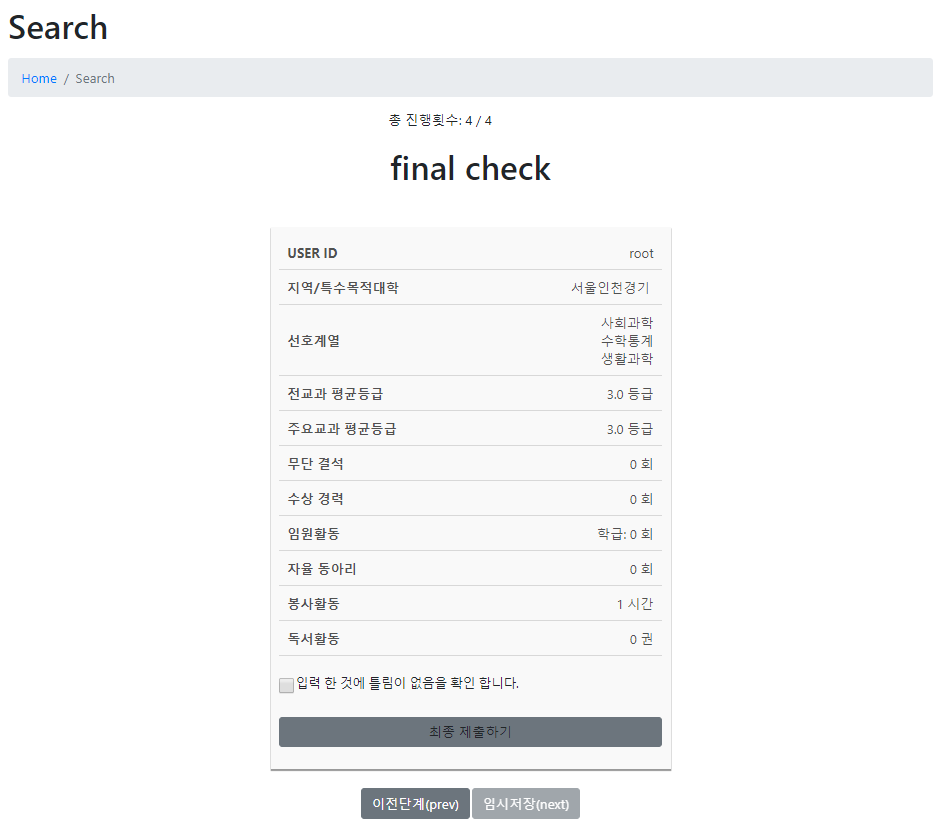 Search
Home / Search
총 진행횟수: 4 / 4
final check
USER ID root
지역/특수목적대학 서울인천경기
선호계열 사회과학
수학통계
생활과학
전교과 평균등급 3.0 등급
주요교과 평균등급 3.0 등급
무단 결석 0 회
수상 경력 0 회
임원활동 학급: 0 회
자율 동아리 0 회
봉사활동 1 시간
독서활동 0 권
입력 한 것에 틀림이 없음을 확인 합니다.
최종 제출하기
이전단계(prev) 임시저장(next)